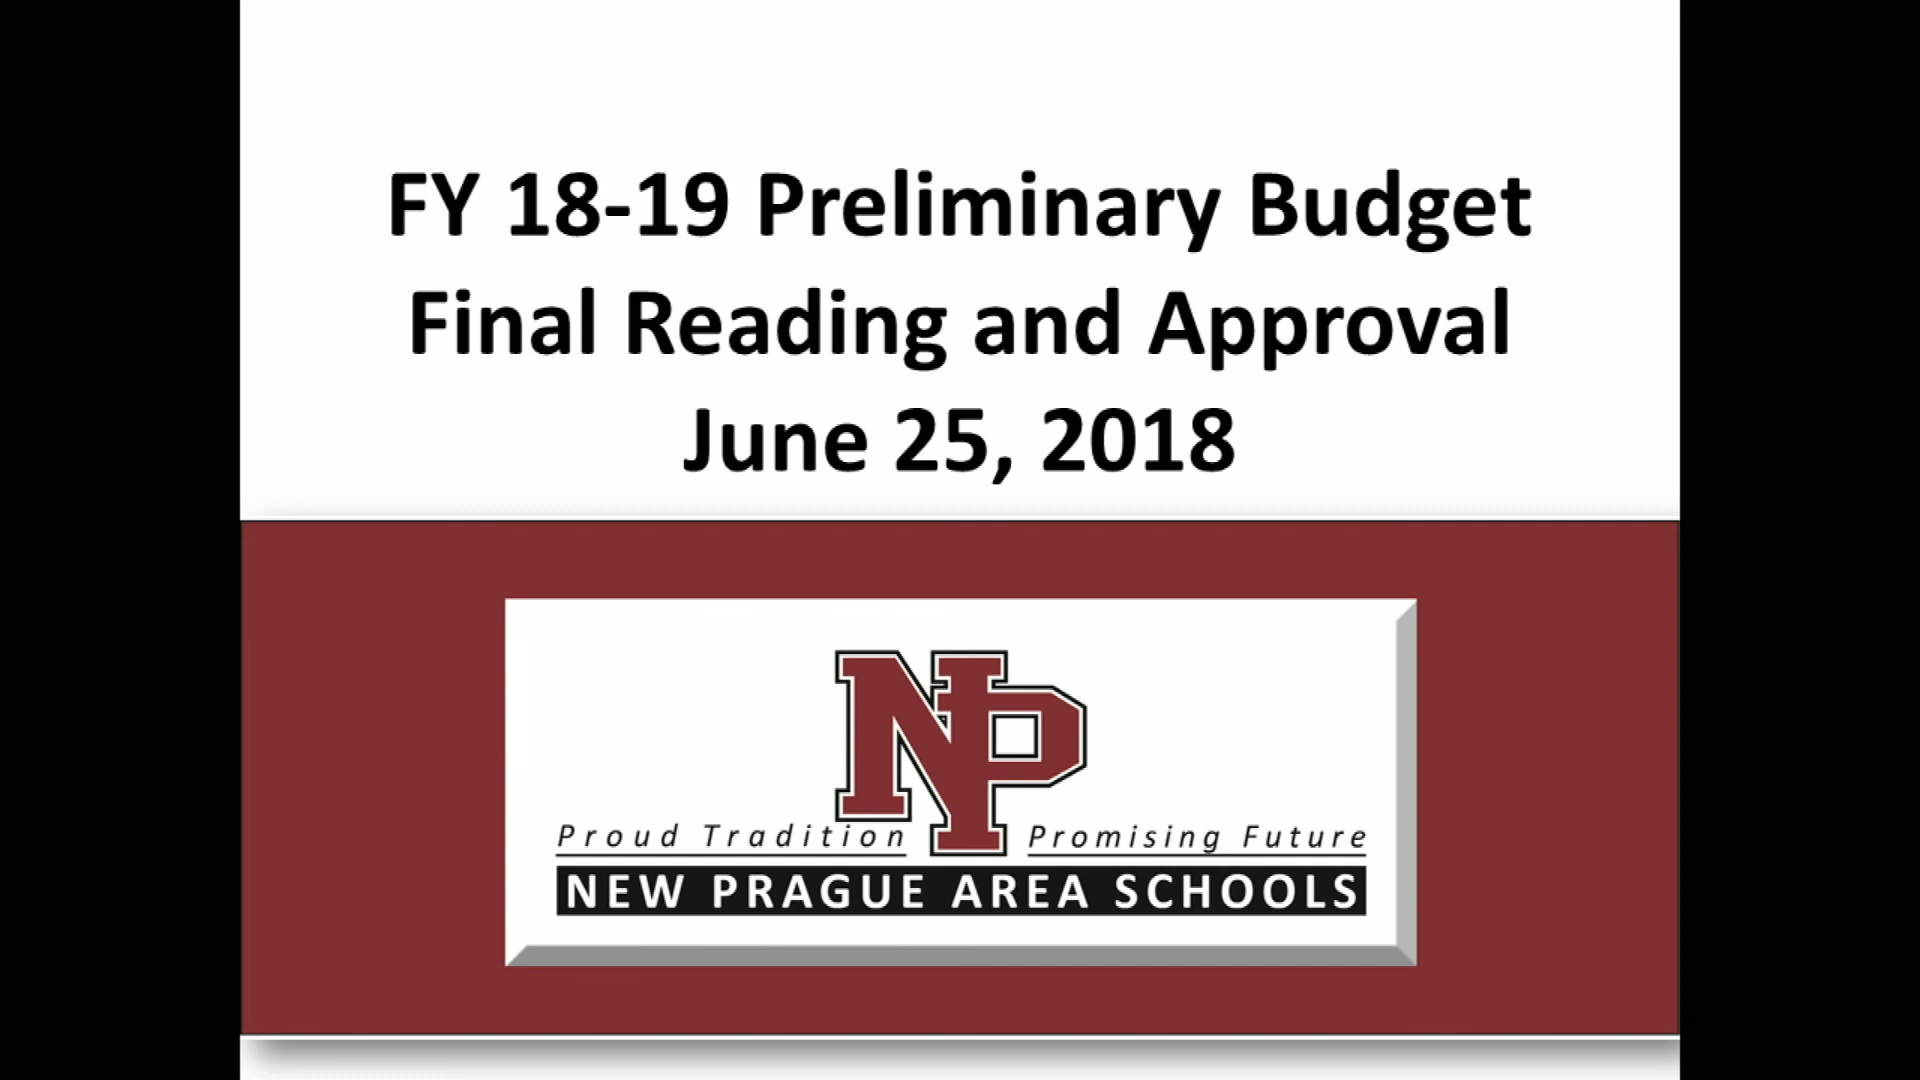 FY 18-19 Preliminary Budget
Final Reading and Approval
June 25, 2018
NP
Proud Tradition Promising Future
NEW PRAGUE AREA SCHOOLS